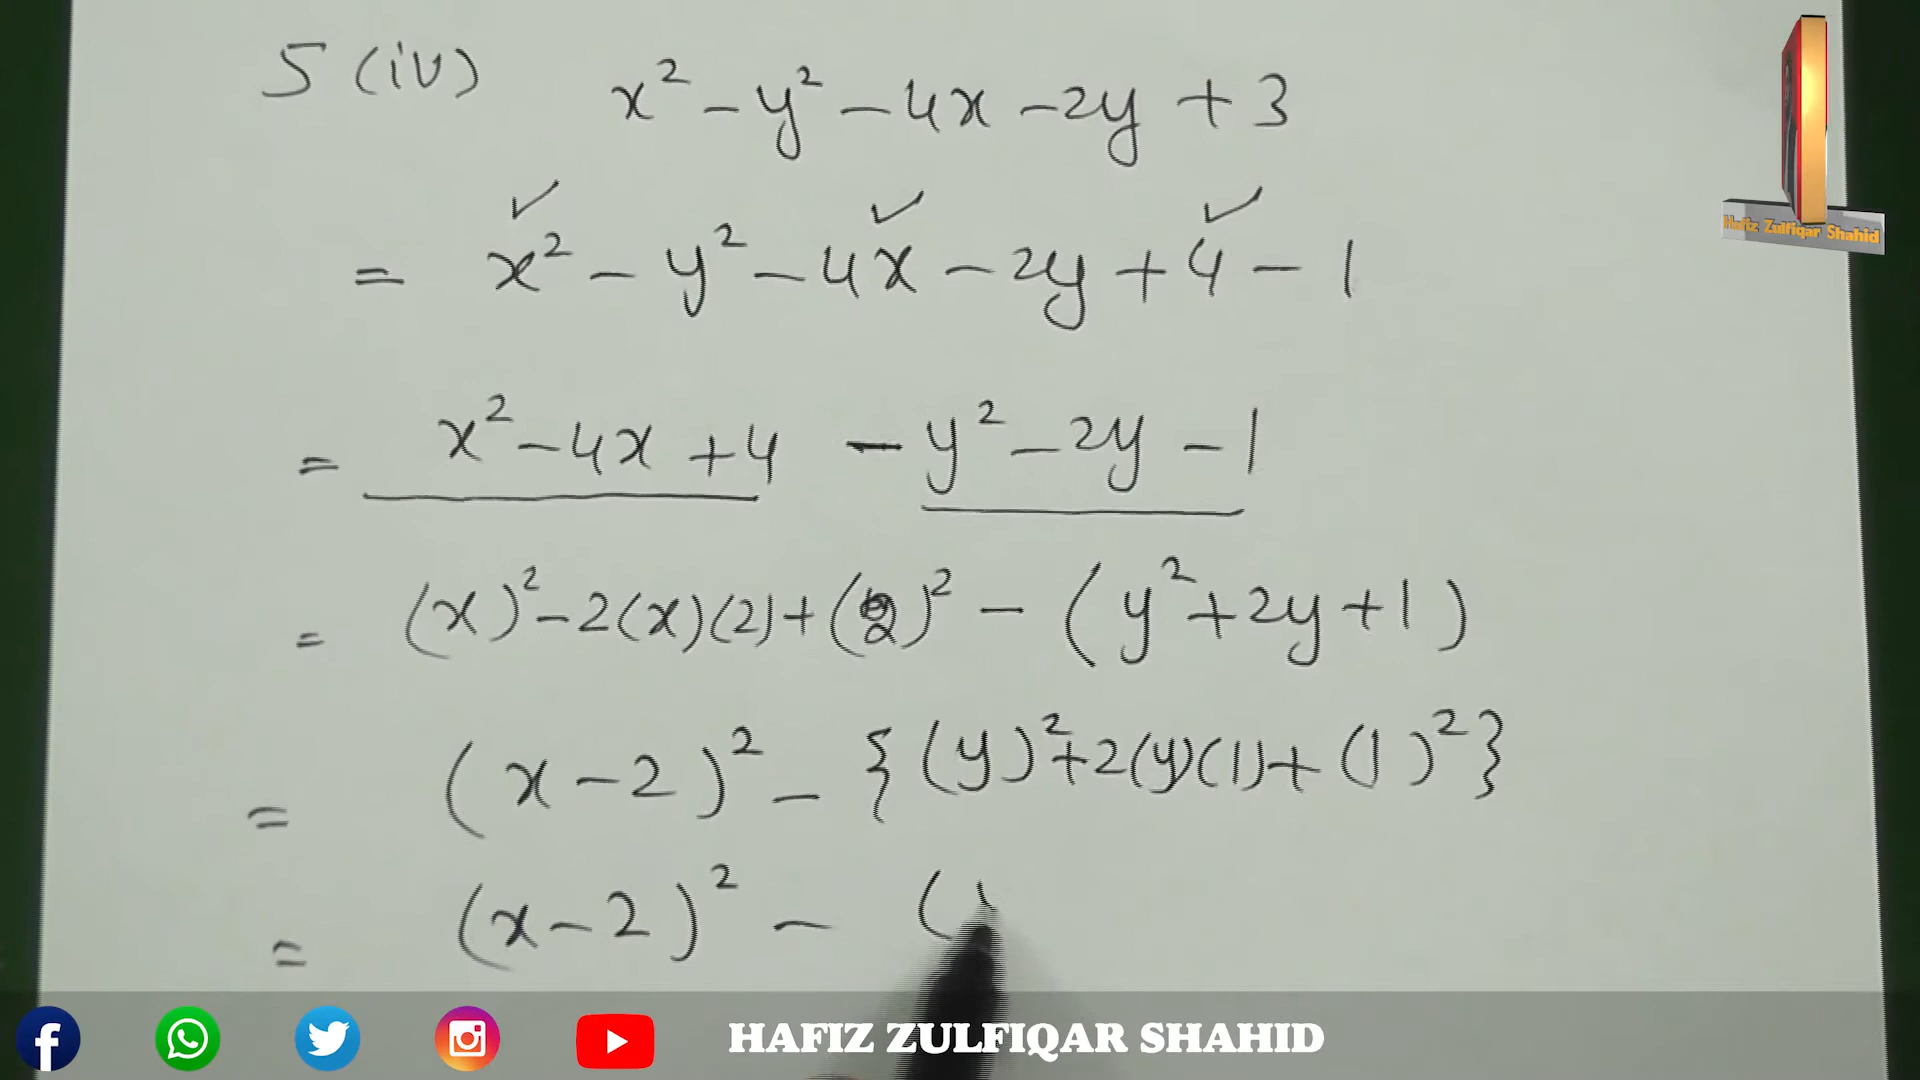 5 (iv) x² - y² - 4x - 2y + 3
= x² - y² - 4x - 2y + 4 - 1
= x² - 4x + 4 - y² - 2y - 1
= (x)² - 2(x)(2) + (2)² - (y² + 2y + 1)
= (x - 2)² - {(y)² + 2(y)(1) + (1)²}
= (x - 2)² - (
Hafiz Zulfiqar Shahid
HAFIZ ZULFIQAR SHAHID